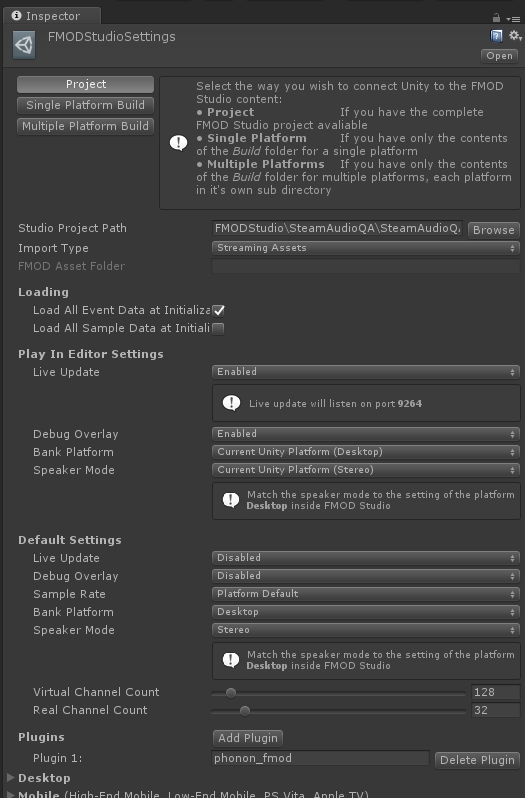 Inspector
FMODStudioSettings
Open
Project
Single Platform Build
Multiple Platform Build
Select the way you wish to connect Unity to the FMOD
Studio content:
● Project If you have the complete
FMOD Studio project avaliable
● Single Platform If you have only the contents
of the Build folder for a single platform
● Multiple Platforms If you have only the contents
of the Build folder for multiple platforms, each platform
in it's own sub directory
Studio Project Path FMODStudio\SteamAudioQA\SteamAudioQA Browse
Import Type Streaming Assets
FMOD Asset Folder
Loading
Load All Event Data at Initializa
Load All Sample Data at Initiali
Play In Editor Settings
Live Update Enabled
Live update will listen on port 9264
Debug Overlay Enabled
Bank Platform Current Unity Platform (Desktop)
Speaker Mode Current Unity Platform (Stereo)
Match the speaker mode to the setting of the platform
Desktop inside FMOD Studio
Default Settings
Live Update Disabled
Debug Overlay Disabled
Sample Rate Platform Default
Bank Platform Desktop
Speaker Mode Stereo
Match the speaker mode to the setting of the platform
Desktop inside FMOD Studio
Virtual Channel Count 128
Real Channel Count 32
Plugins Add Plugin
Plugin 1: phonon_fmod Delete Plugin
Desktop
Mobile (High-End Mobile, Low-End Mobile, PS Vita, Apple TV)